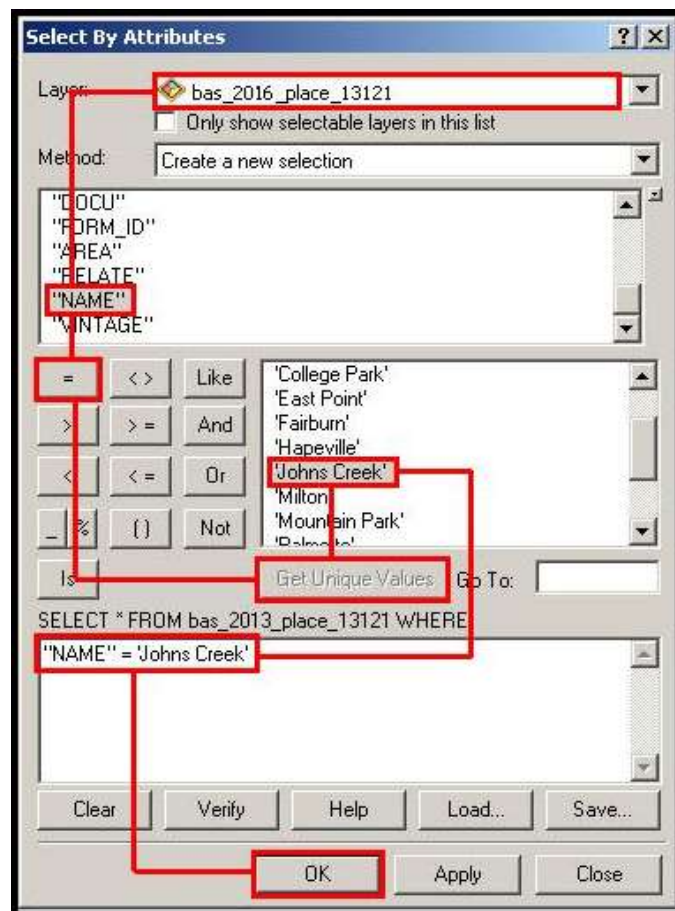 Select By Attributes
Layer: bas_2016_place_13121
Only show selectable layers in this list
Method: Create a new selection
"DOCU"
"FORM_ID"
"AREA"
"RELATE"
"NAME"
"VINTAGE"
= < > Like
> > = And
< < = Or
_ % () Not
Is
'College Park'
'East Point'
'Fairburn'
'Hapeville'
'Johns Creek'
'Milton'
'Mountain Park'
'Palmetto'
Get Unique Values Go To:
SELECT * FROM bas_2013_place_13121 WHERE
"NAME" = 'Johns Creek'
Clear Verify Help Load... Save...
OK Apply Close